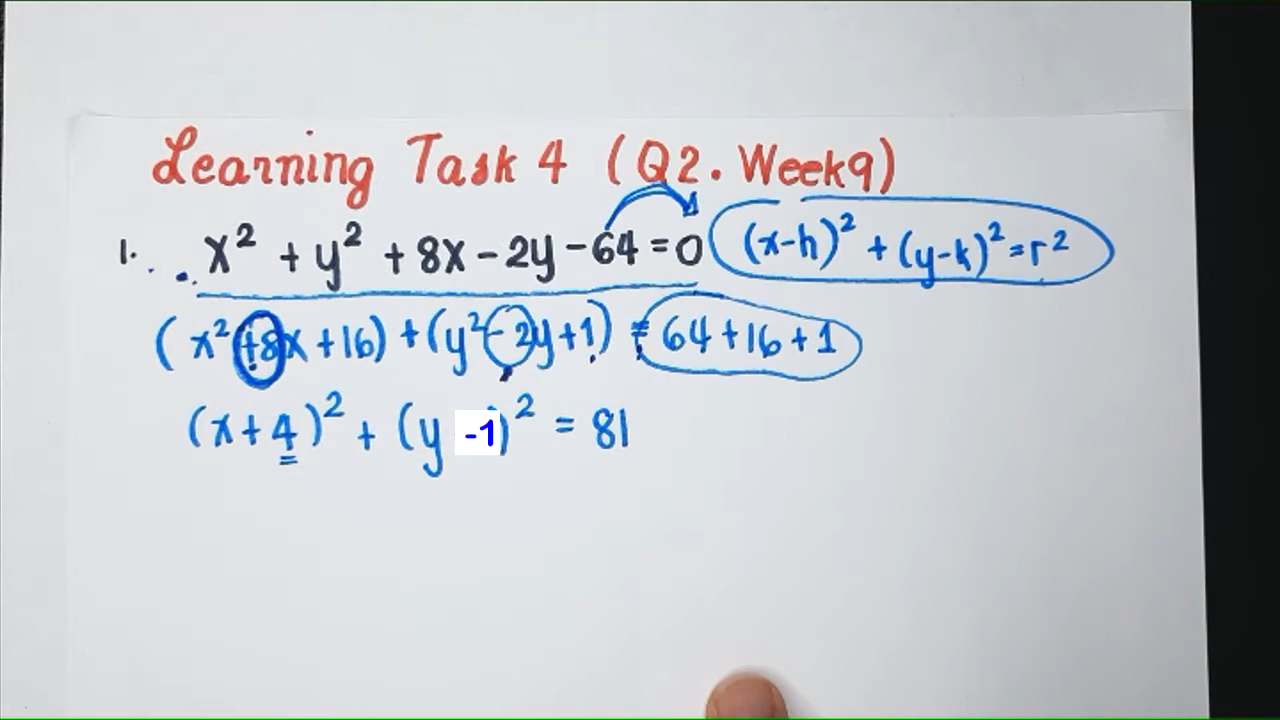 Learning Task 4 (Q2. Week9)
1. x² + y² + 8x - 2y - 64 = 0 (x-h)² + (y-k)² = r²
(x² + 8x + 16) + (y² - 2y + 1) = 64 + 16 + 1
(x + 4)² + (y -1)² = 81